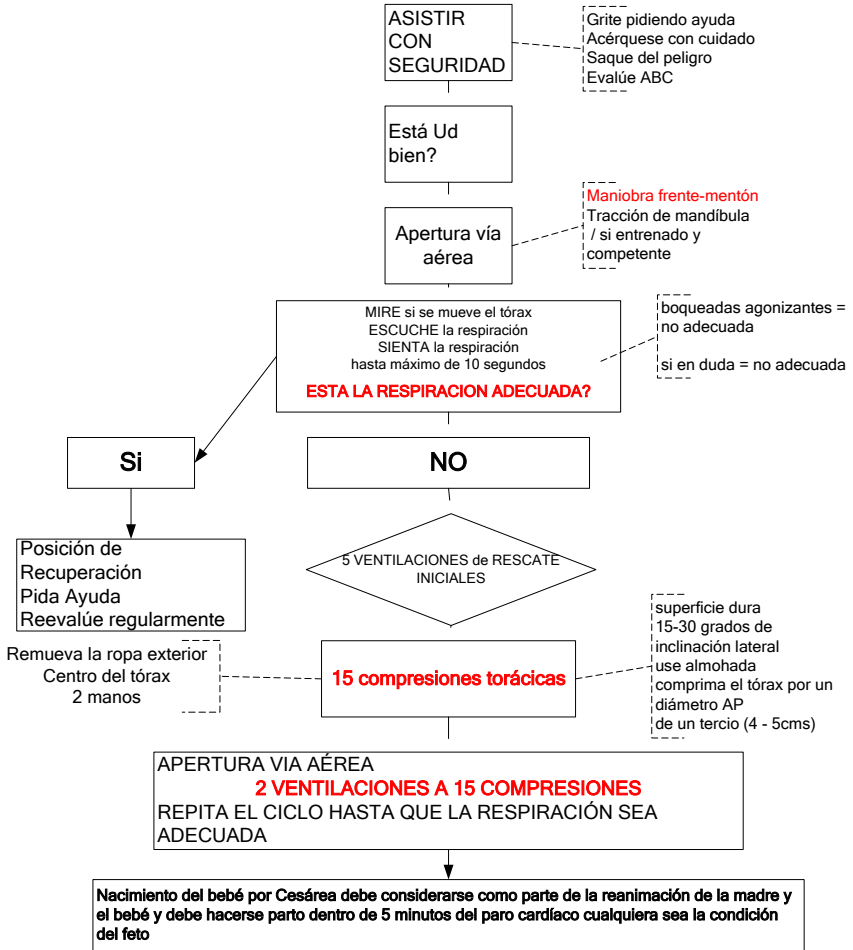 ASISTIR
CON
SEGURIDAD
Grite pidiendo ayuda
Acérquese con cuidado
Saque del peligro
Evalúe ABC
Está Ud
bien?
Apertura vía
aérea
Maniobra frente-mentón
Tracción de mandíbula
/ si entrenado y
competente
MIRE si se mueve el tórax
ESCUCHE la respiración
SIENTA la respiración
hasta máximo de 10 segundos
ESTA LA RESPIRACION ADECUADA?
boqueadas agonizantes =
no adecuada
si en duda = no adecuada
Si
NO
Posición de
Recuperación
Pida Ayuda
Reevalúe regularmente
5 VENTILACIONES de RESCATE
INICIALES
Remueva la ropa exterior
Centro del tórax
2 manos
15 compresiones torácicas
superficie dura
15-30 grados de
inclinación lateral
use almohada
comprima el tórax por un
diámetro AP
de un tercio (4 - 5cms)
APERTURA VIA AÉREA
2 VENTILACIONES A 15 COMPRESIONES
REPITA EL CICLO HASTA QUE LA RESPIRACIÓN SEA
ADECUADA
Nacimiento del bebé por Cesárea debe considerarse como parte de la reanimación de la madre y
el bebé y debe hacerse parto dentro de 5 minutos del paro cardíaco cualquiera sea la condición
del feto